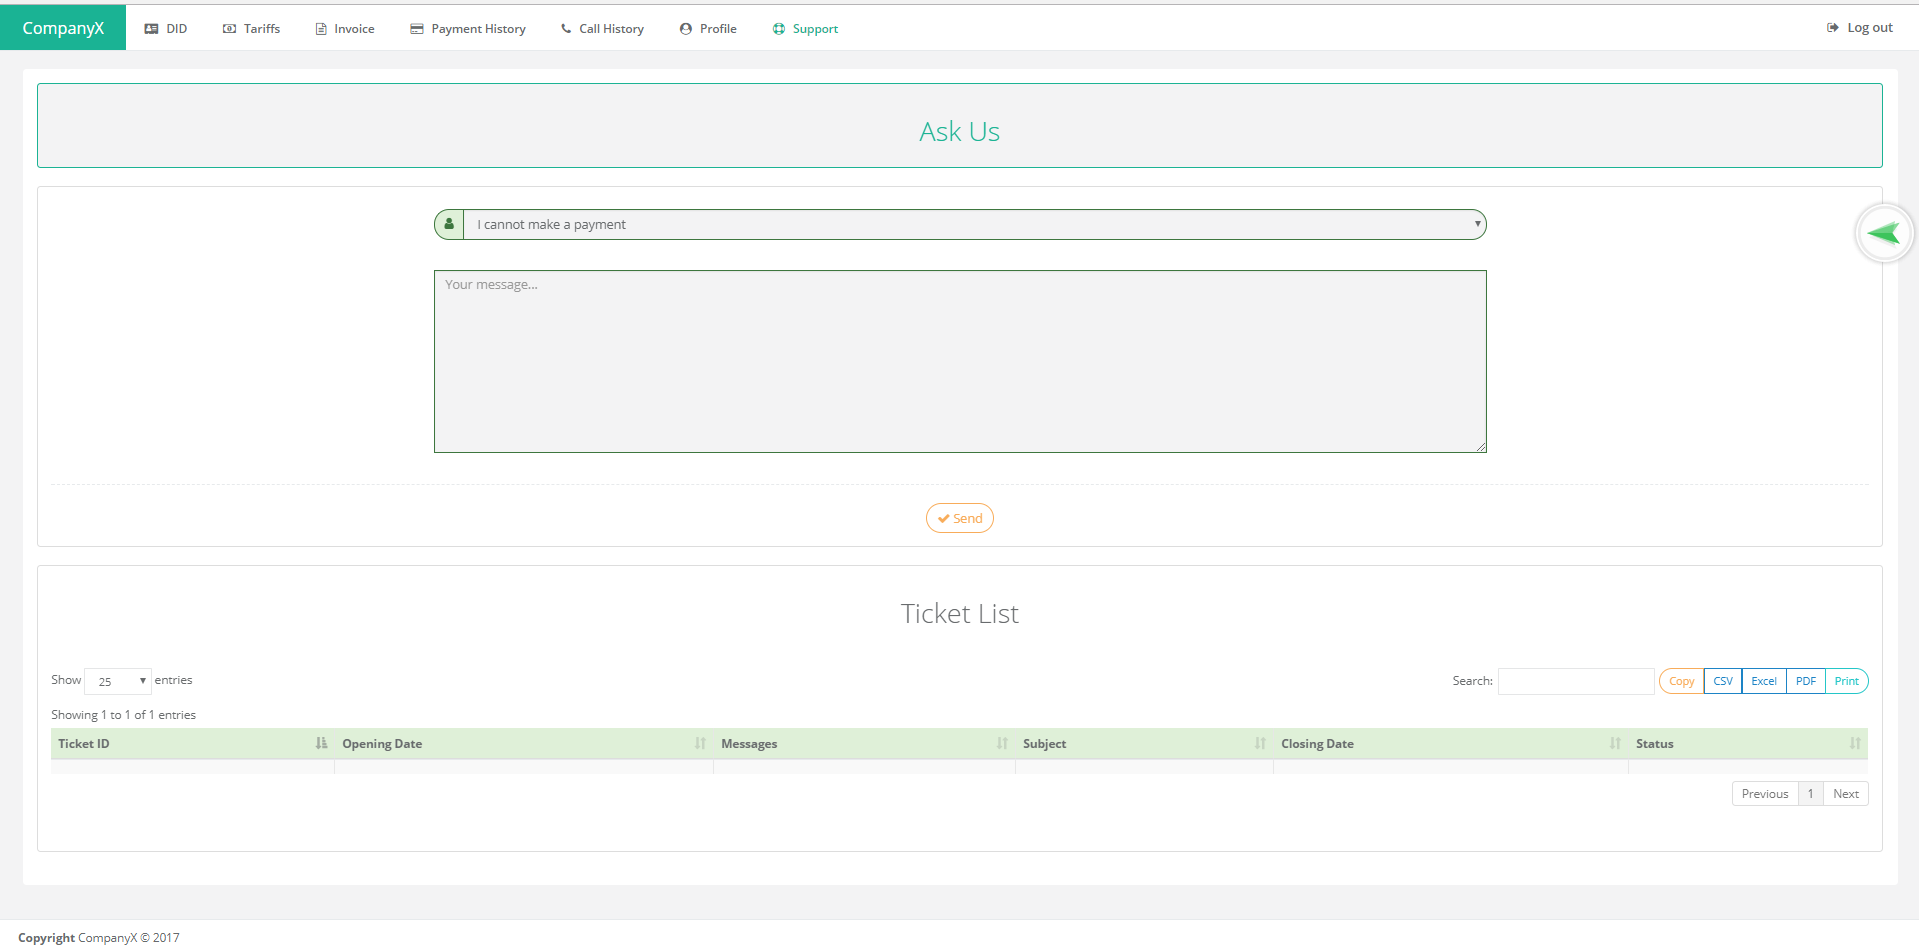 CompanyX DID Tariffs Invoice Payment History Call History Profile Support Log out
Ask Us
I cannot make a payment
Your message...
Send
Ticket List
Show 25 entries Search: Copy CSV Excel PDF Print
Showing 1 to 1 of 1 entries
Ticket ID Opening Date Messages Subject Closing Date Status
Previous 1 Next
Copyright CompanyX © 2017